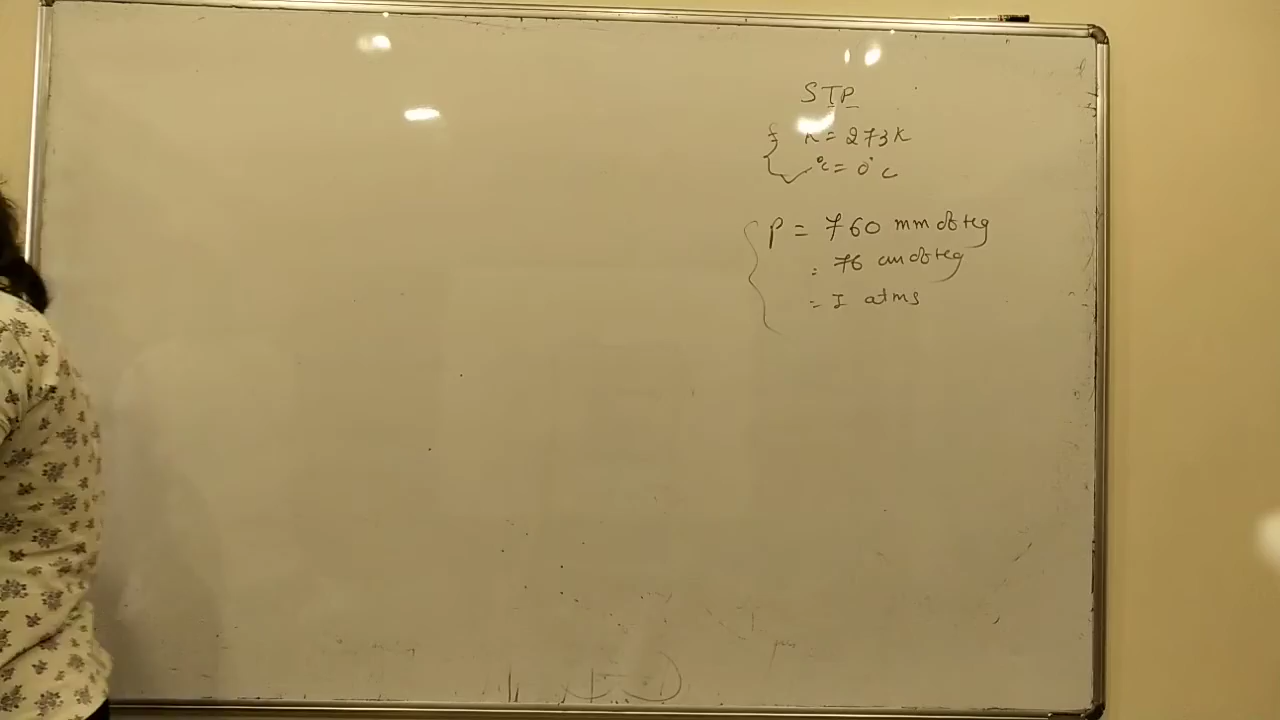 STP
K = 273K
°C = 0°C
P = 760 mm of Hg
= 76 cm of Hg
= 1 atms